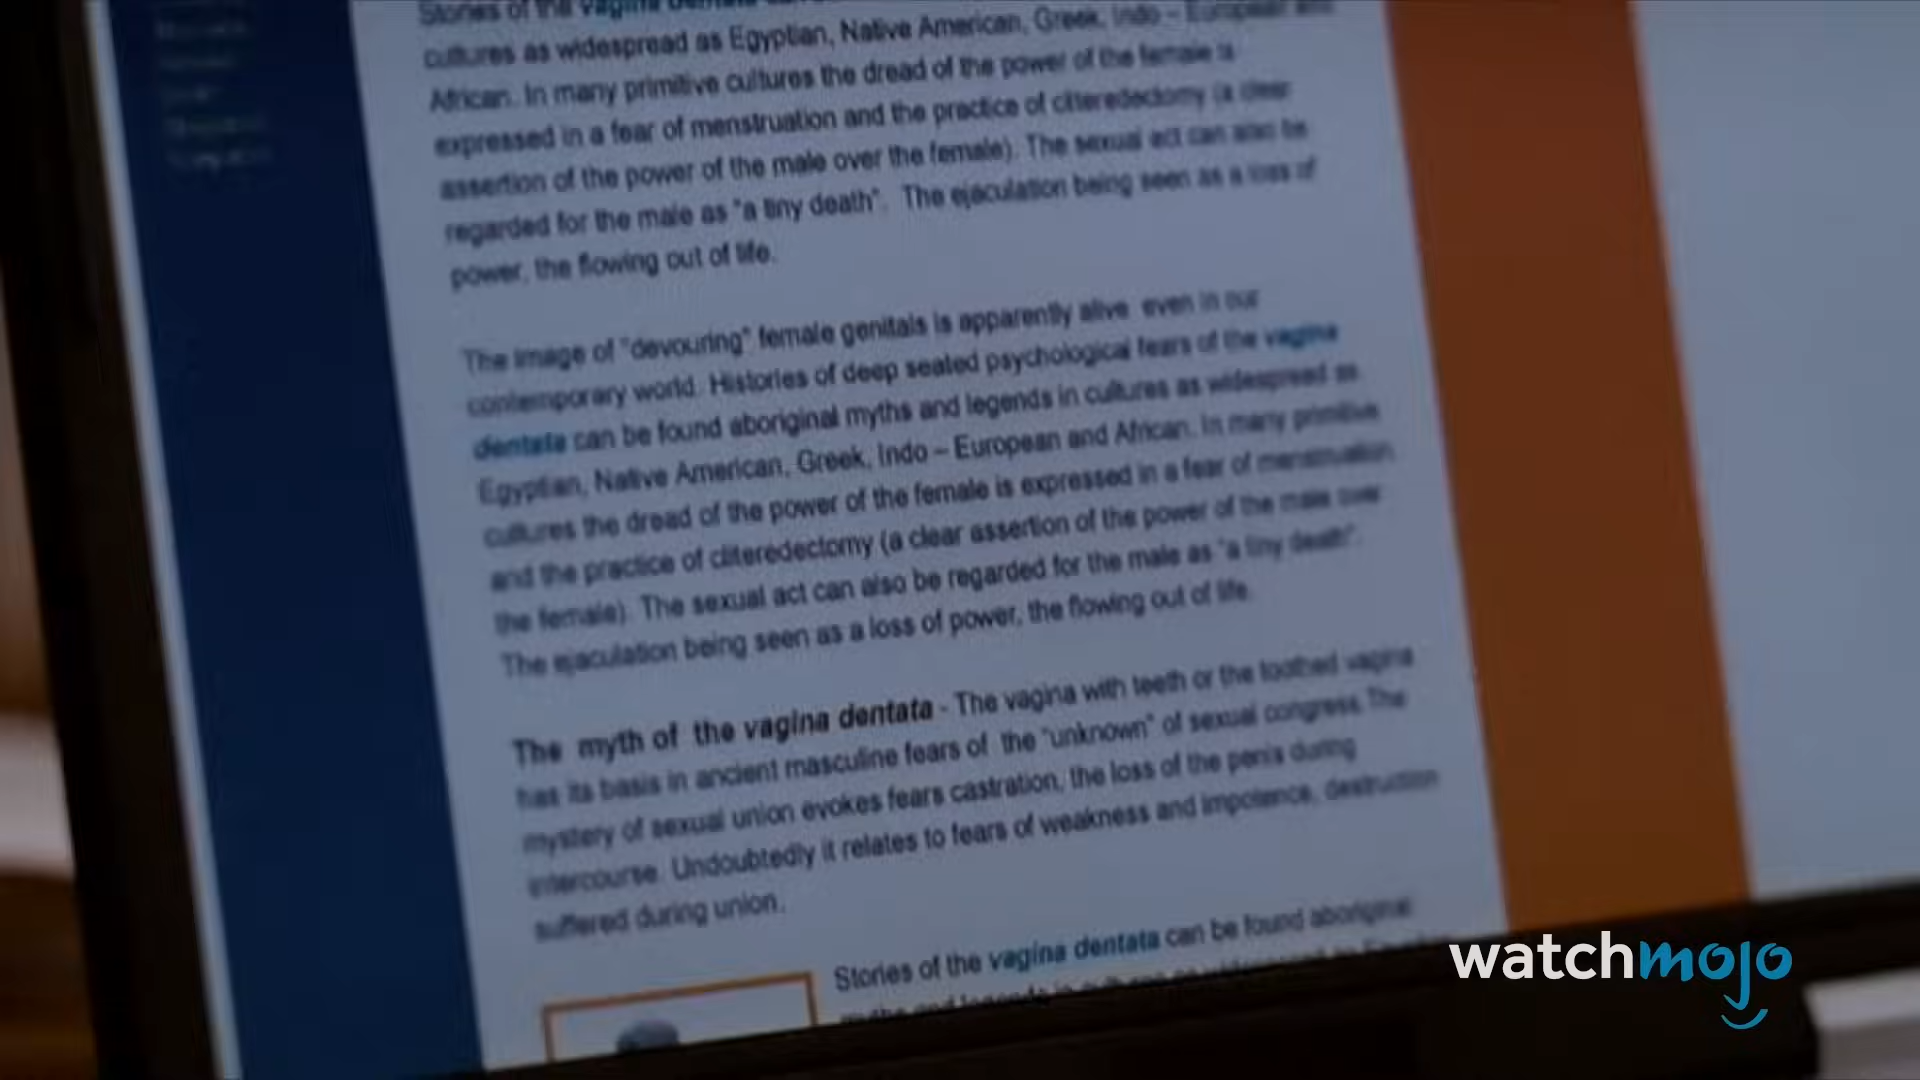 Stories of the vagina dentata
cultures as widespread as Egyptian, Native American, Greek, Indo – European and
African. In many primitive cultures the dread of the power of the female is
expressed in a fear of menstruation and the practice of cliteredectomy (a clear
assertion of the power of the male over the female). The sexual act can also be
regarded for the male as "a tiny death". The ejaculation being seen as a loss of
power, the flowing out of life.
The image of "devouring" female genitals is apparently alive even in our
contemporary world. Histories of deep seated psychological fears of the vagina
dentata can be found aboriginal myths and legends in cultures as widespread as
Egyptian, Native American, Greek, Indo – European and African. In many primitive
cultures the dread of the power of the female is expressed in a fear of menstruation
and the practice of cliteredectomy (a clear assertion of the power of the male over
the female). The sexual act can also be regarded for the male as "a tiny death".
The ejaculation being seen as a loss of power, the flowing out of life.
The myth of the vagina dentata - The vagina with teeth or the toothed vagina
has its basis in ancient masculine fears of the "unknown" of sexual congress. The
mystery of sexual union evokes fears castration, the loss of the penis during
intercourse. Undoubtedly it relates to fears of weakness and impotence, destruction
suffered during union.
Stories of the vagina dentata can be found aboriginal
myths and legends in
watchmojo